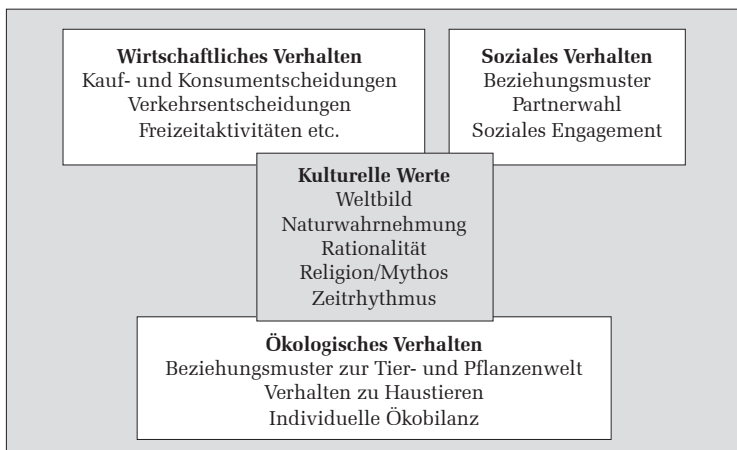 Wirtschaftliches Verhalten
Kauf- und Konsumentscheidungen
Verkehrsentscheidungen
Freizeitaktivitäten etc.
Soziales Verhalten
Beziehungsmuster
Partnerwahl
Soziales Engagement
Kulturelle Werte
Weltbild
Naturwahrnehmung
Rationalität
Religion/Mythos
Zeitrhythmus
Ökologisches Verhalten
Beziehungsmuster zur Tier- und Pflanzenwelt
Verhalten zu Haustieren
Individuelle Ökobilanz